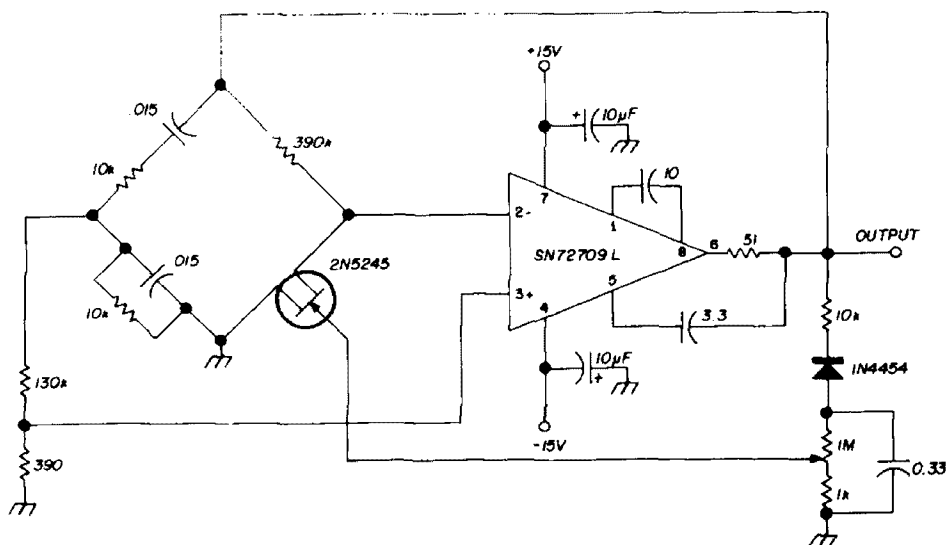 +15V
.015
10µF
+
390k
10k
10
7
2-
1
8
6
51
OUTPUT
SN72709L
2N5245
.015
3+
5
4
3.3
10k
10k
10µF
+
1N4454
130k
-15V
1M
0.33
390
1k